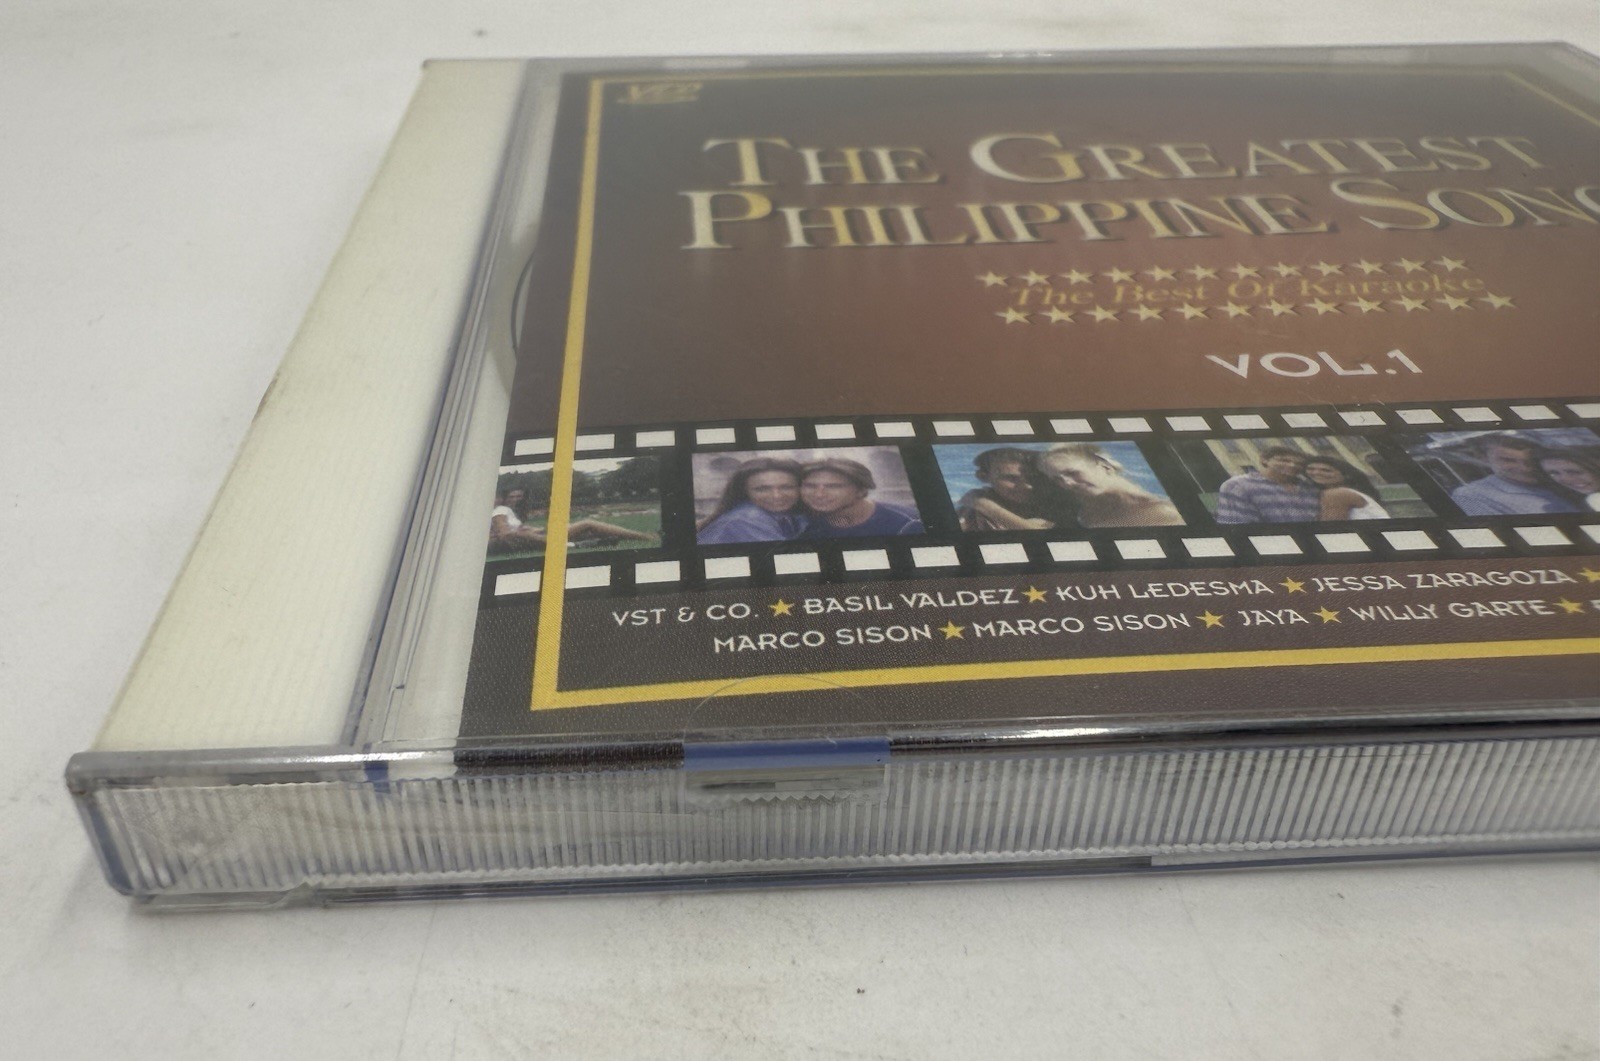 THE GREATEST
PHILIPPINE SONG
The Best Of Karaoke
VOL.1
VST & CO. ★ BASIL VALDEZ ★ KUH LEDESMA ★ JESSA ZARAGOZA ★
MARCO SISON ★ MARCO SISON ★ JAYA ★ WILLY GARTE ★